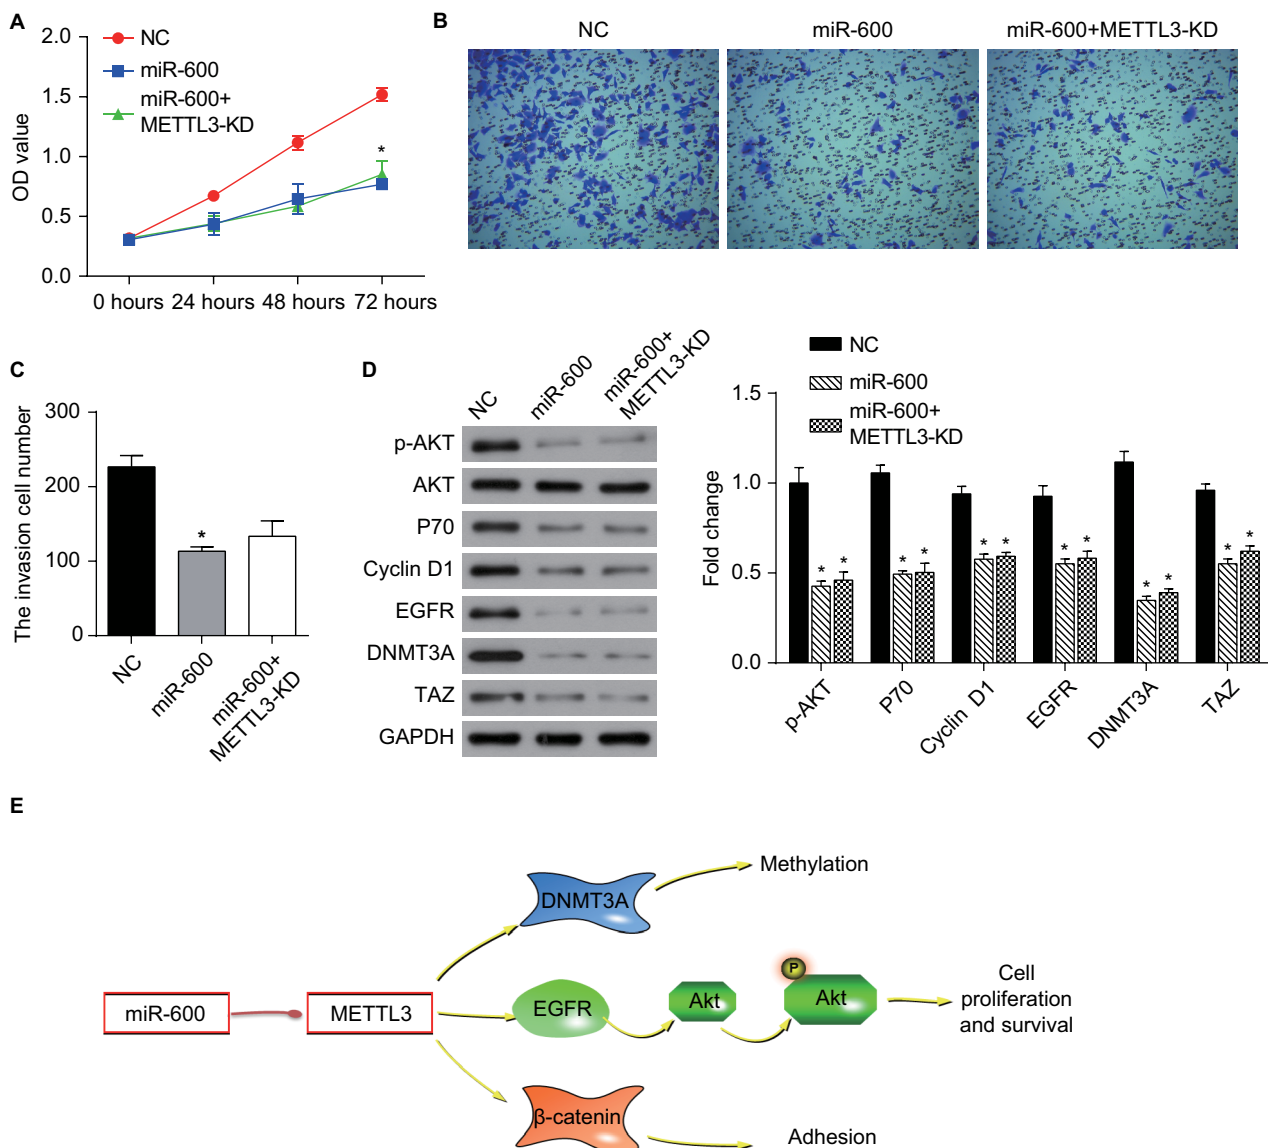 A
2.0
1.5
1.0
0.5
0.0
OD value
NC
miR-600
miR-600+
METTL3-KD
*
0 hours
24 hours
48 hours
72 hours
B
NC
miR-600
miR-600+METTL3-KD
C
The invasion cell number
300
200
100
0
*
NC
miR-600
miR-600+
METTL3-KD
D
NC
miR-600
miR-600+
METTL3-KD
p-AKT
AKT
P70
Cyclin D1
EGFR
DNMT3A
TAZ
GAPDH
NC
miR-600
miR-600+
METTL3-KD
Fold change
1.5
1.0
0.5
0.0
* *
* *
* *
* *
* *
* *
p-AKT
P70
Cyclin D1
EGFR
DNMT3A
TAZ
E
miR-600
METTL3
DNMT3A
Methylation
EGFR
Akt
P
Akt
Cell
proliferation
and survival
β-catenin
Adhesion